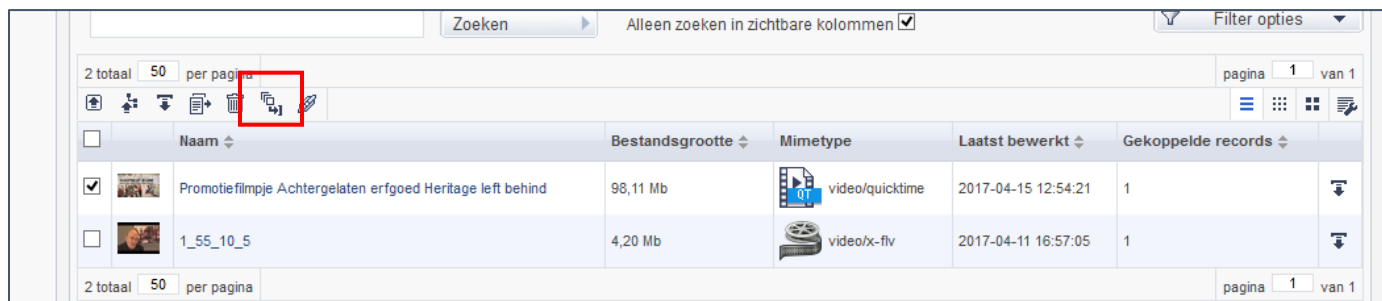 Zoeken Alleen zoeken in zichtbare kolommen Filter opties
2 totaal 50 per pagina pagina 1 van 1
Naam Bestandsgrootte Mimetype Laatst bewerkt Gekoppelde records
Promotiefilmpje Achtergelaten erfgoed Heritage left behind 98,11 Mb QT video/quicktime 2017-04-15 12:54:21 1
1_55_10_5 4,20 Mb video/x-flv 2017-04-11 16:57:05 1
2 totaal 50 per pagina pagina 1 van 1